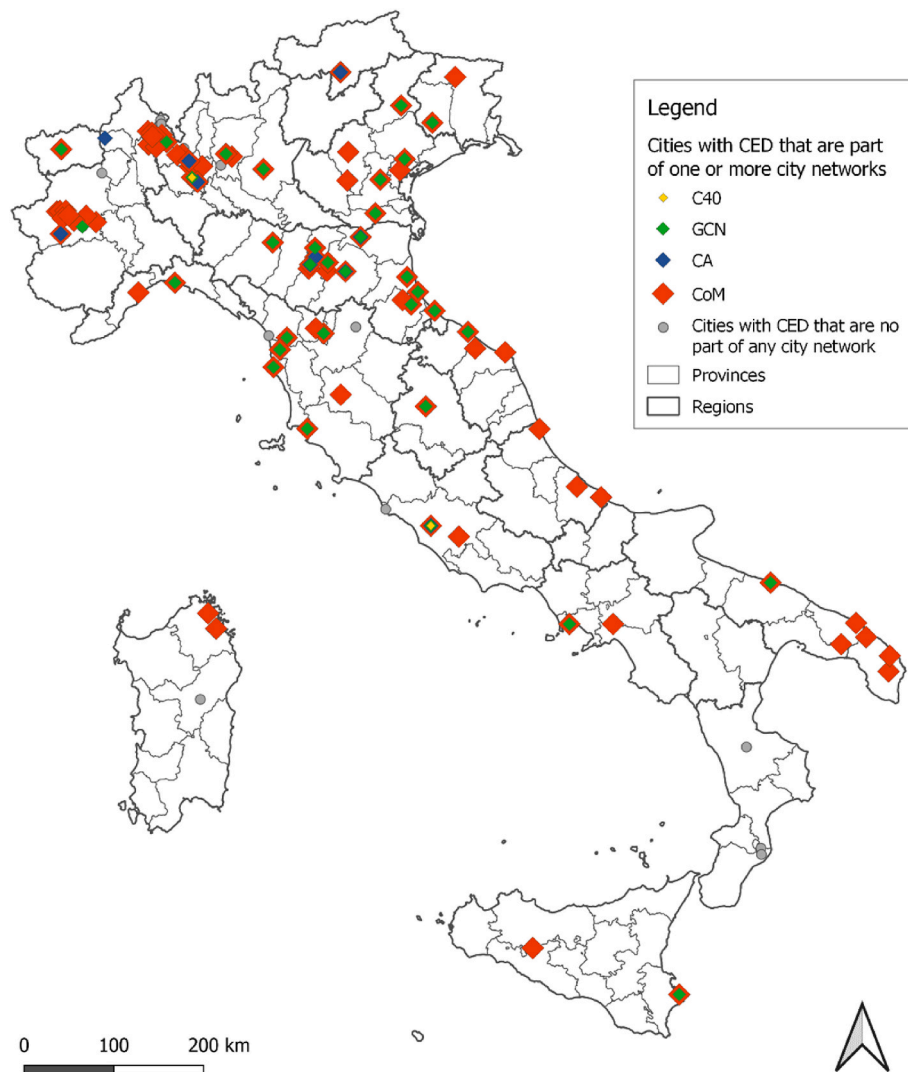 Legend
Cities with CED that are part
of one or more city networks
C40
GCN
CA
CoM
Cities with CED that are no
part of any city network
Provinces
Regions
0 100 200 km